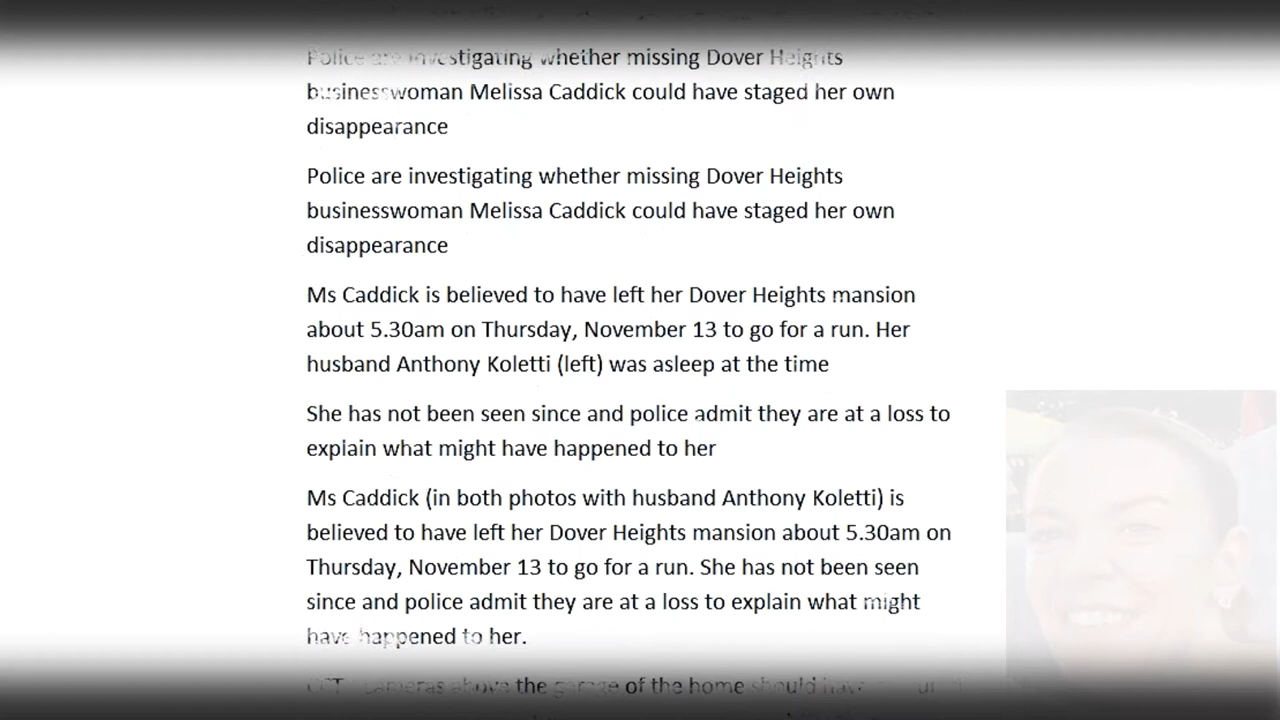 Police are investigating whether missing Dover Heights
businesswoman Melissa Caddick could have staged her own
disappearance
Police are investigating whether missing Dover Heights
businesswoman Melissa Caddick could have staged her own
disappearance
Ms Caddick is believed to have left her Dover Heights mansion
about 5.30am on Thursday, November 13 to go for a run. Her
husband Anthony Koletti (left) was asleep at the time
She has not been seen since and police admit they are at a loss to
explain what might have happened to her
Ms Caddick (in both photos with husband Anthony Koletti) is
believed to have left her Dover Heights mansion about 5.30am on
Thursday, November 13 to go for a run. She has not been seen
since and police admit they are at a loss to explain what might
have happened to her.
cameras above the garage of the home should have